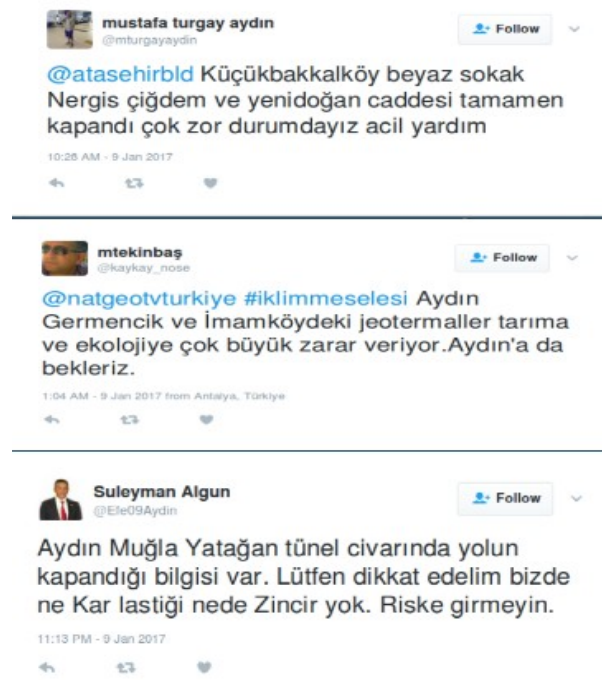 mustafa turgay aydın
@mturgayaydin
Follow
@atasehirbld Küçükbakkalköy beyaz sokak
Nergis çiğdem ve yenidoğan caddesi tamamen
kapandı çok zor durumdayız acil yardım
10:26 AM - 9 Jan 2017
mtekinbaş
@kaykay_nose
Follow
@natgeotvturkiye #iklimmeselesi Aydın
Germencik ve İmamköydeki jeotermaller tarıma
ve ekolojiye çok büyük zarar veriyor.Aydın'a da
bekleriz.
1:04 AM - 9 Jan 2017 from Antalya, Türkiye
Suleyman Algun
@Efe09Aydin
Follow
Aydın Muğla Yatağan tünel civarında yolun
kapandığı bilgisi var. Lütfen dikkat edelim bizde
ne Kar lastiği nede Zincir yok. Riske girmeyin.
11:13 PM - 9 Jan 2017